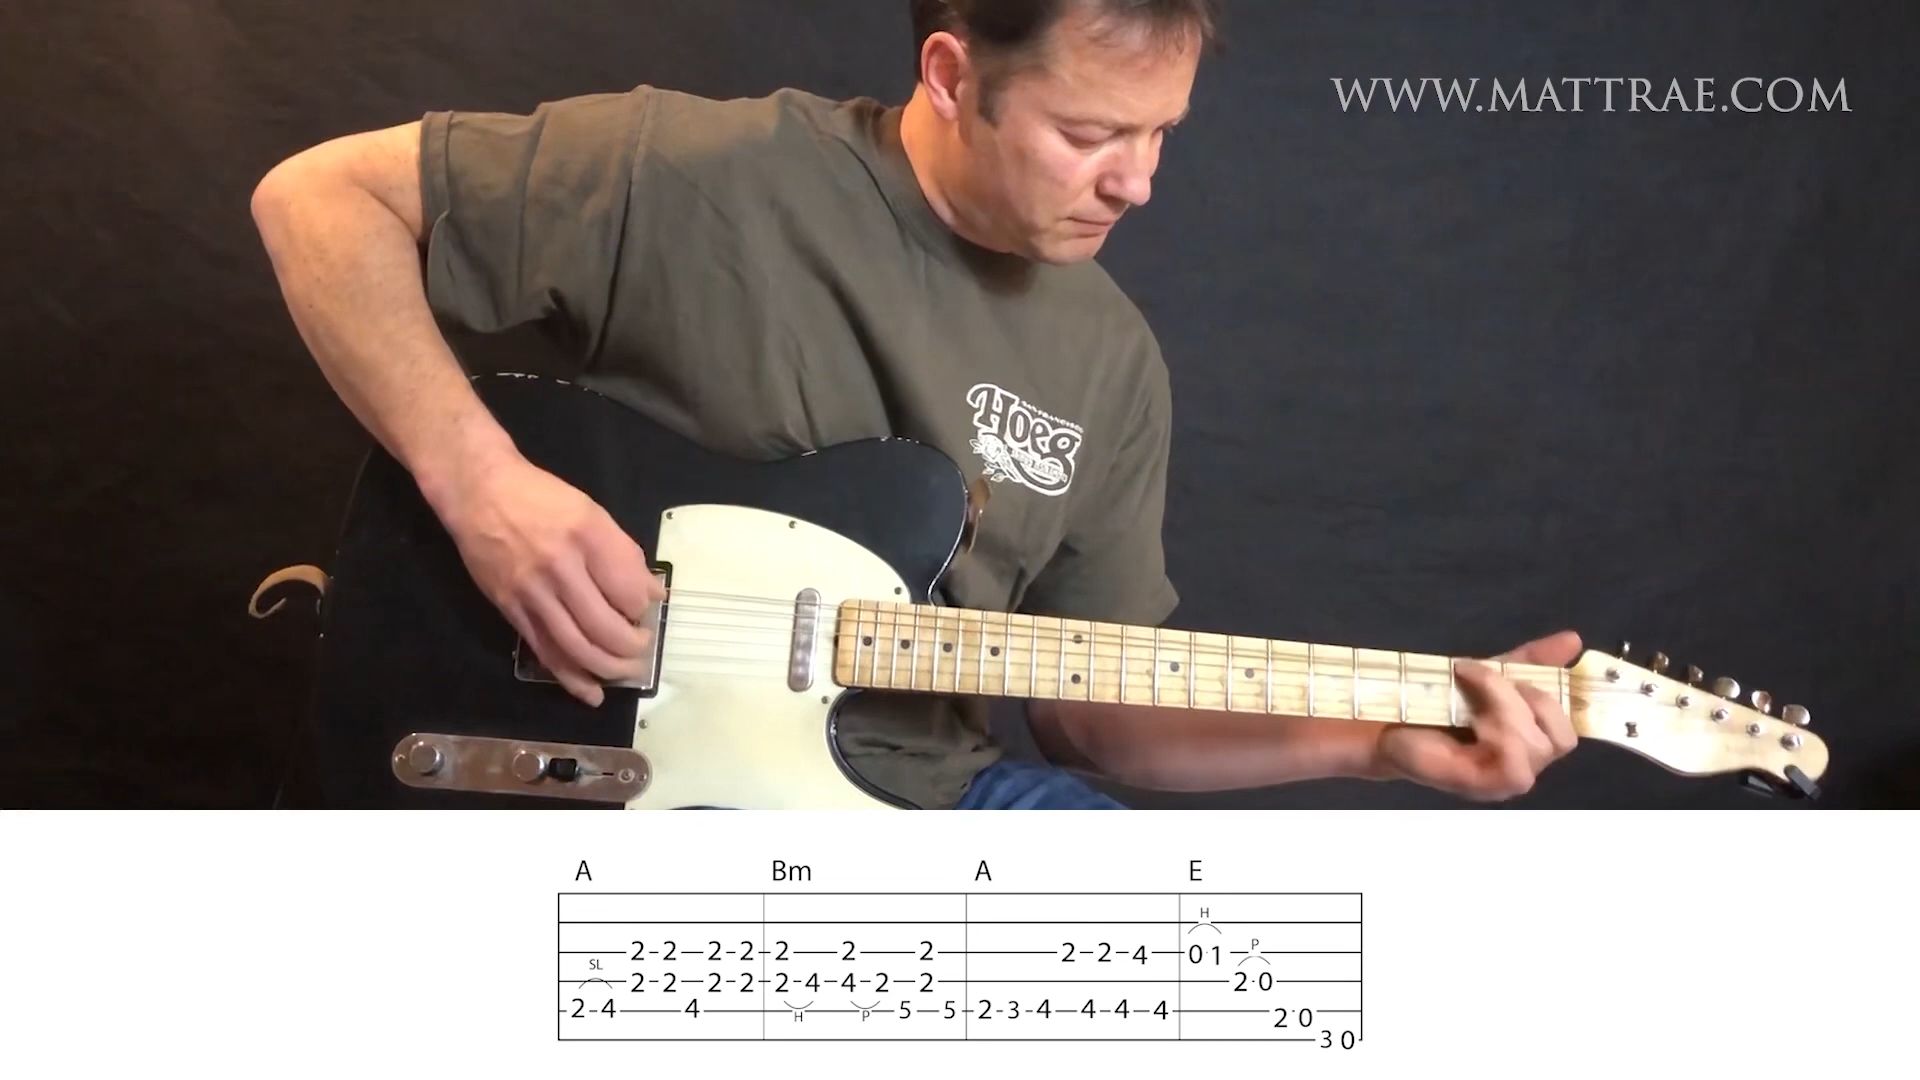 WWW.MATTRAE.COM
SAN FRANCISCO
Hoeg
A Bm A E
H
2-2 2-2 2 2 2 2-2-4 0 1 P
SL
2-2 2-2 2-4 4-2 2 2 0
2-4 4 H P 5 5 2-3-4 4-4-4 2 0
3 0